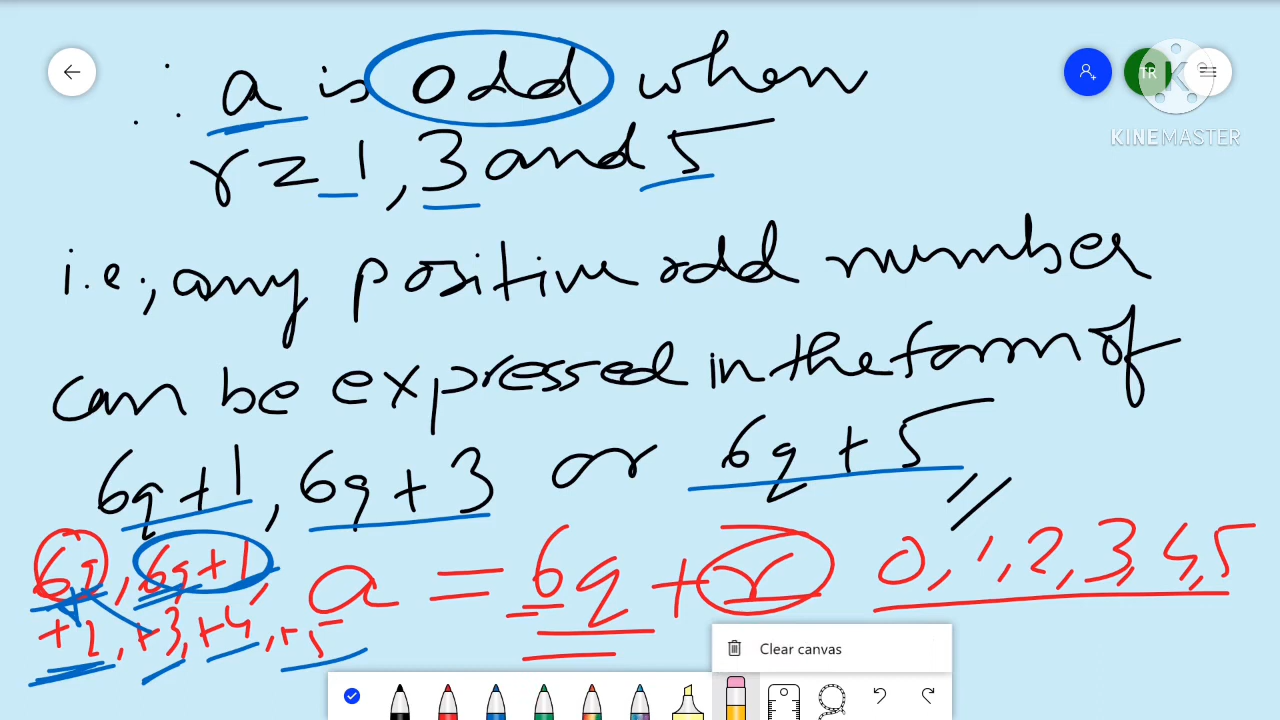 ∴ a is odd when
r = 1, 3 and 5
i.e; any positive odd number
can be expressed in the form of
6q + 1, 6q + 3 or 6q + 5 //
6q, 6q+1, a = 6q + r 0, 1, 2, 3, 4, 5
+2, +3, +4, +5
TR
K
KINEMASTER
Clear canvas